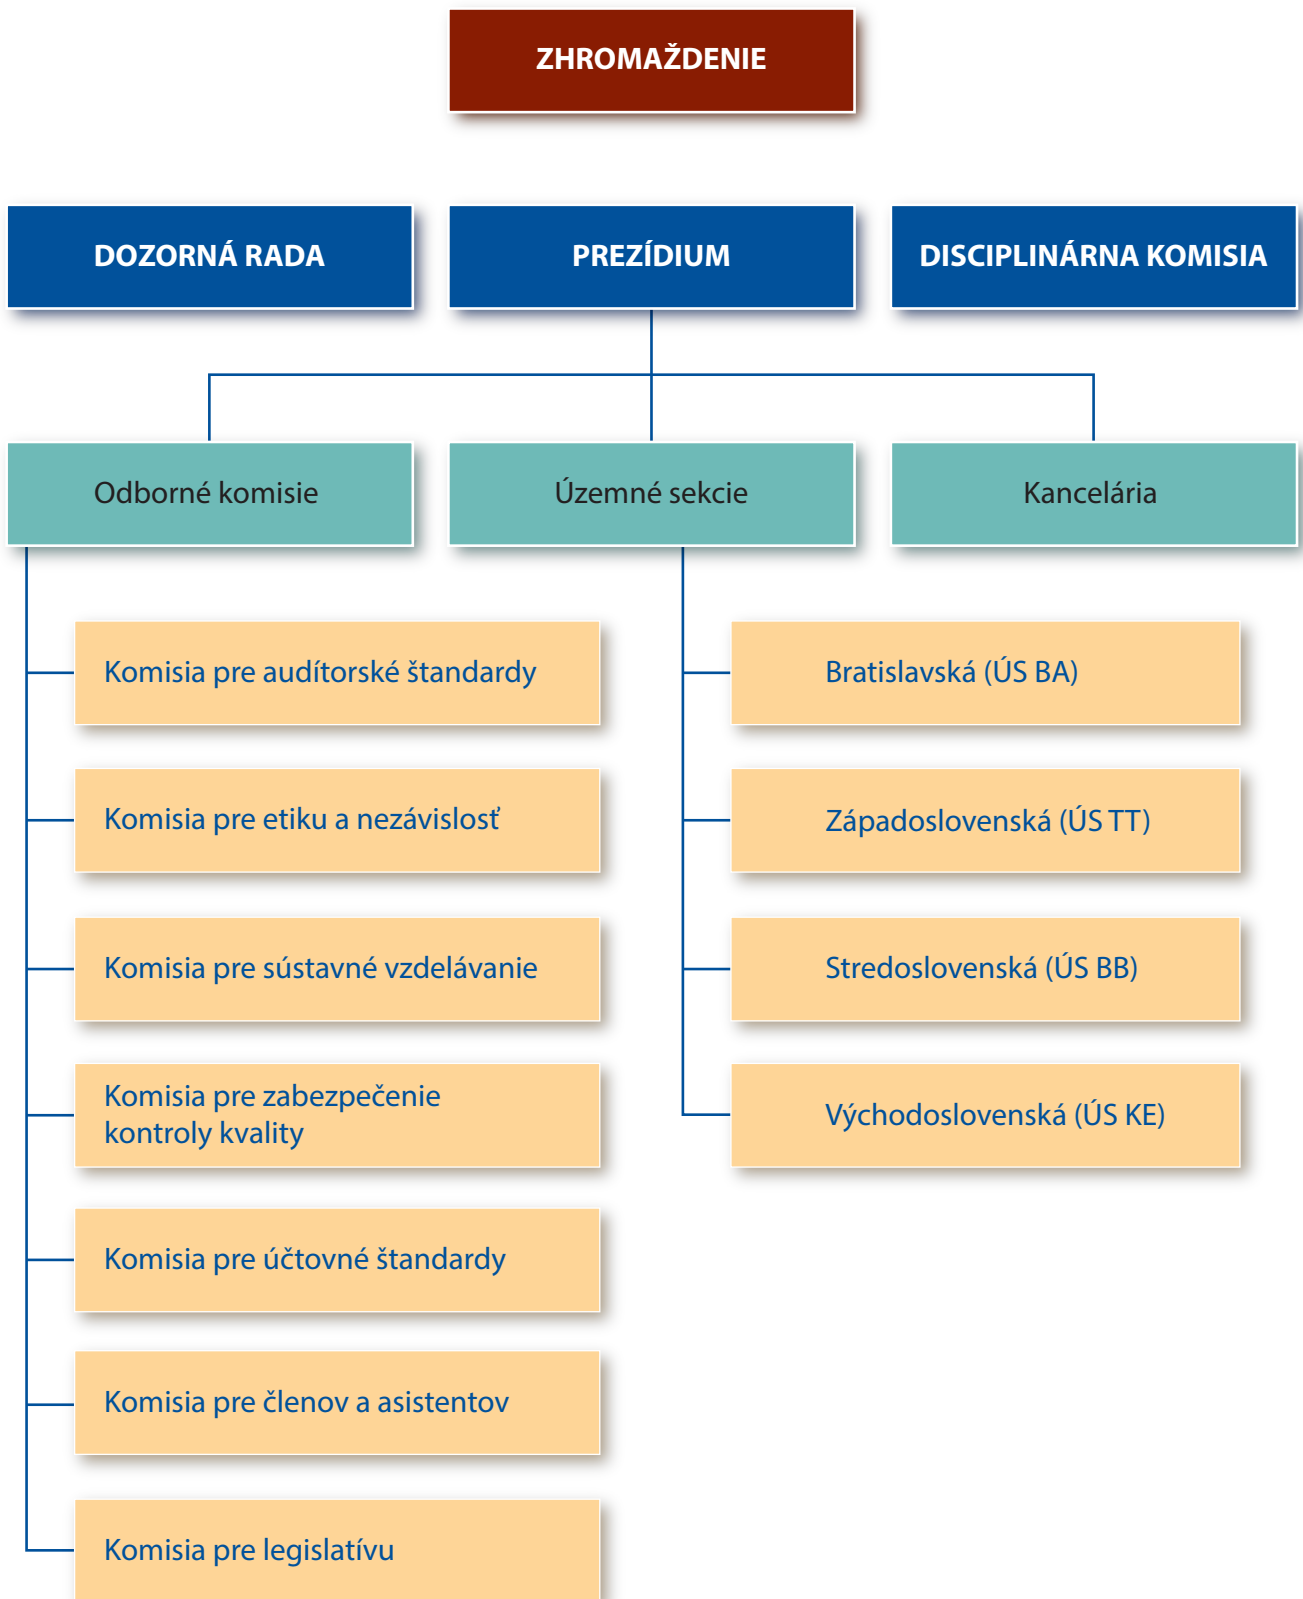 ZHROMAŽDENIE
DOZORNÁ RADA
PREZÍDIUM
DISCIPLINÁRNA KOMISIA
Odborné komisie
Územné sekcie
Kancelária
Komisia pre audítorské štandardy
Komisia pre etiku a nezávislosť
Komisia pre sústavné vzdelávanie
Komisia pre zabezpečenie
kontroly kvality
Komisia pre účtovné štandardy
Komisia pre členov a asistentov
Komisia pre legislatívu
Bratislavská (ÚS BA)
Západoslovenská (ÚS TT)
Stredoslovenská (ÚS BB)
Východoslovenská (ÚS KE)